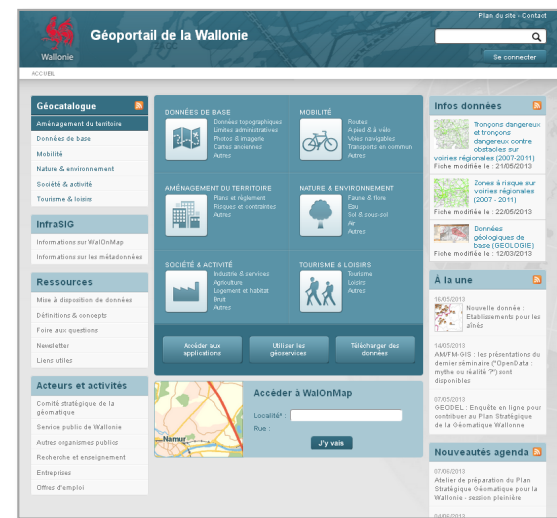 Plan du site - Contact
Géoportail de la Wallonie
Wallonie
Se connecter
ACCUEIL
Géocatalogue
Aménagement du territoire
Données de base
Mobilité
Nature & environnement
Société & activité
Tourisme & loisirs
InfraSIG
Informations sur WalOnMap
Informations sur les métadonnées
Ressources
Mise à disposition de données
Définitions & concepts
Foire aux questions
Newsletter
Liens utiles
Acteurs et activités
Comité stratégique de la
géomatique
Service public de Wallonie
Autres organismes publics
Recherche et enseignement
Entreprises
Offres d'emploi
DONNÉES DE BASE
Données topographiques
Limites administratives
Photos & imagerie
Cartes anciennes
Autres
MOBILITÉ
Routes
A pied & à vélo
Voies navigables
Transports en commun
Autres
AMÉNAGEMENT DU TERRITOIRE
Plans et règlement
Risques et contraintes
Autres
NATURE & ENVIRONNEMENT
Faune & flore
Eau
Sol & sous-sol
Air
Autres
SOCIÉTÉ & ACTIVITÉ
Industrie & services
Agriculture
Logement et habitat
Bruit
Autres
TOURISME & LOISIRS
Tourisme
Loisirs
Autres
Accéder aux
applications
Utiliser les
géoservices
Télécharger des
données
Namur
Accéder à WalOnMap
Localité* :
Rue :
J'y vais
Infos données
Tronçons dangereux
et tronçons
dangereux contre
obstacles sur
voiries régionales (2007-2011)
Fiche modifiée le : 21/05/2013
Zones à risque sur
voiries régionales
(2007 - 2011)
Fiche modifiée le : 22/05/2013
Données
géologiques de
base (GEOLOGIE)
Fiche modifiée le : 12/03/2013
À la une
16/05/2013
Nouvelle donnée :
Etablissements pour les
aînés
14/05/2013
AM/FM-GIS : les présentations du
dernier séminaire ("OpenData :
mythe ou réalité ?") sont
disponibles
07/05/2013
GEODEL : Enquête en ligne pour
contribuer au Plan Stratégique
de la Géomatique Wallonne
Nouveautés agenda
07/06/2013
Atelier de préparation du Plan
Stratégique Géomatique pour la
Wallonie - session pleinière